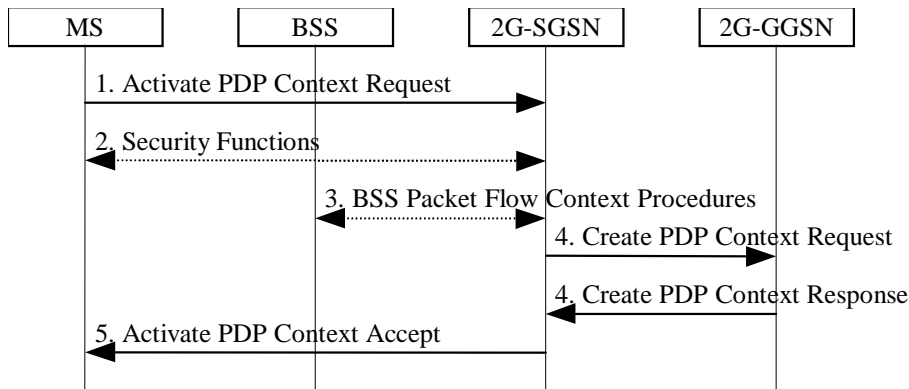 MS BSS 2G-SGSN 2G-GGSN
1. Activate PDP Context Request
2. Security Functions
3. BSS Packet Flow Context Procedures
4. Create PDP Context Request
4. Create PDP Context Response
5. Activate PDP Context Accept